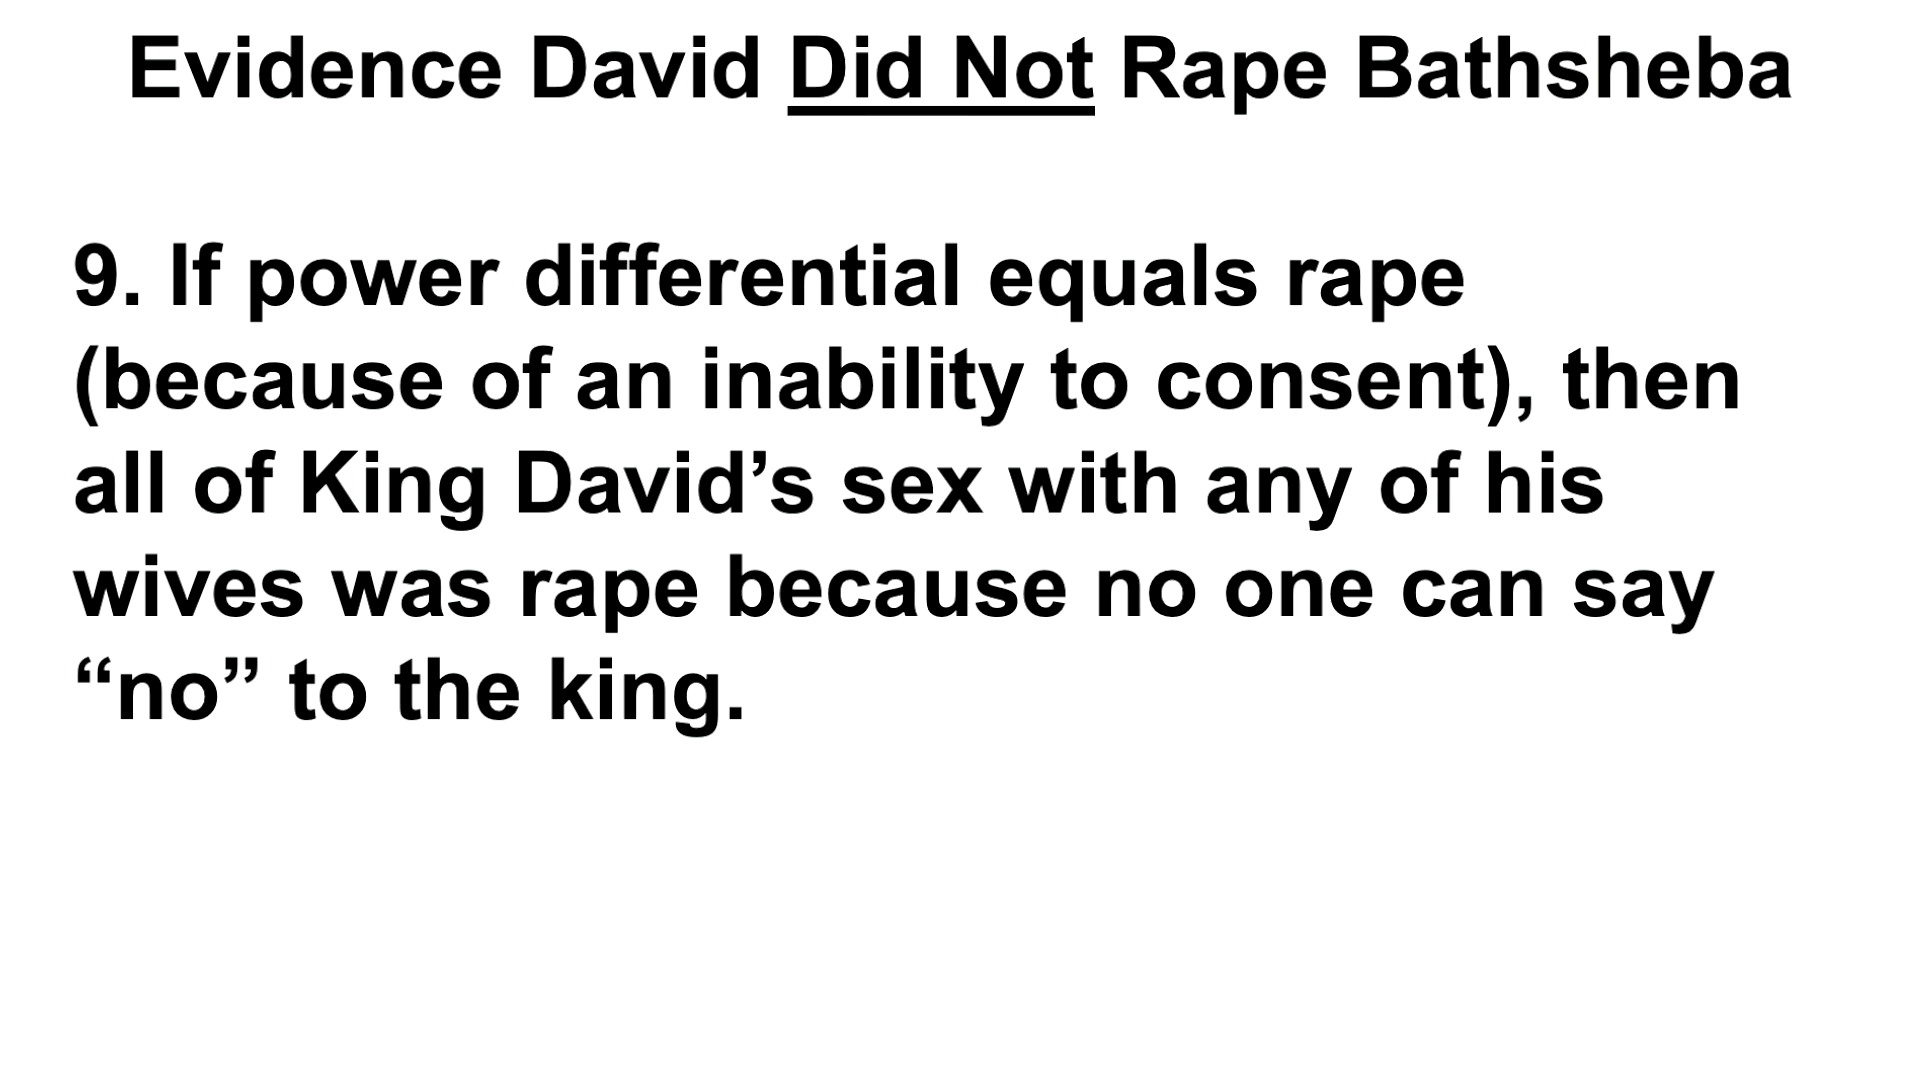 Evidence David Did Not Rape Bathsheba
9. If power differential equals rape
(because of an inability to consent), then
all of King David’s sex with any of his
wives was rape because no one can say
“no” to the king.